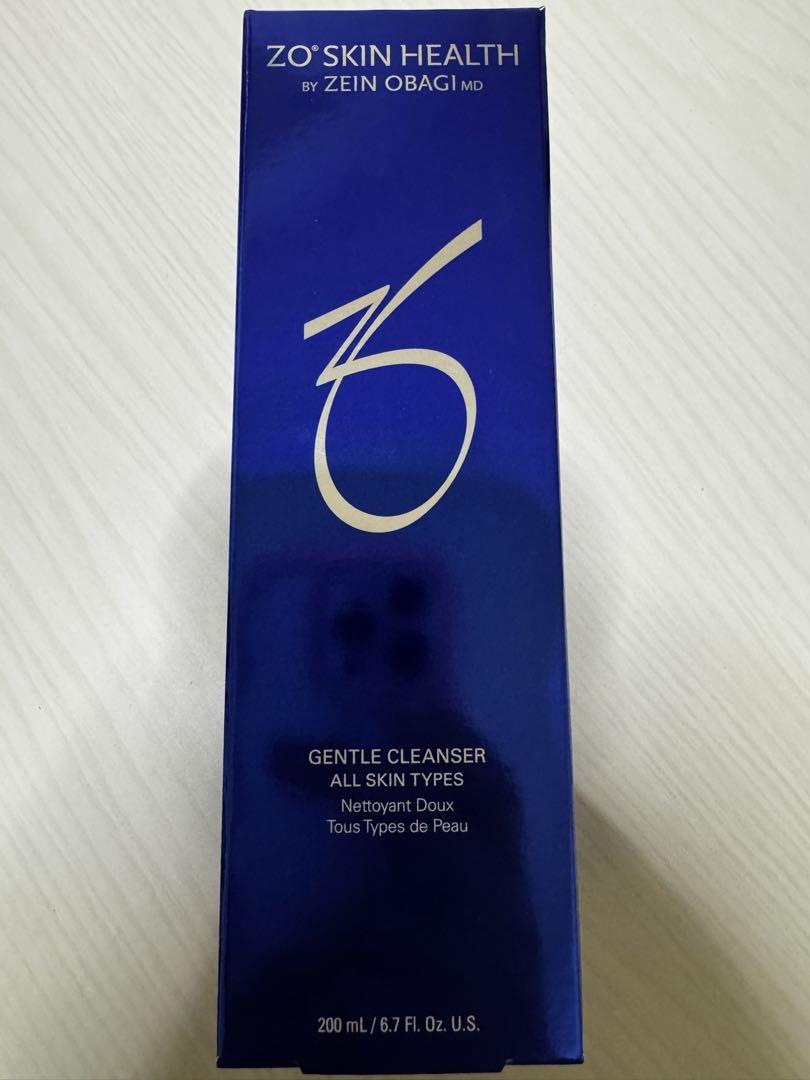 ZO® SKIN HEALTH
BY ZEIN OBAGI MD
ZO
GENTLE CLEANSER
ALL SKIN TYPES
Nettoyant Doux
Tous Types de Peau
200 mL / 6.7 Fl. Oz. U.S.